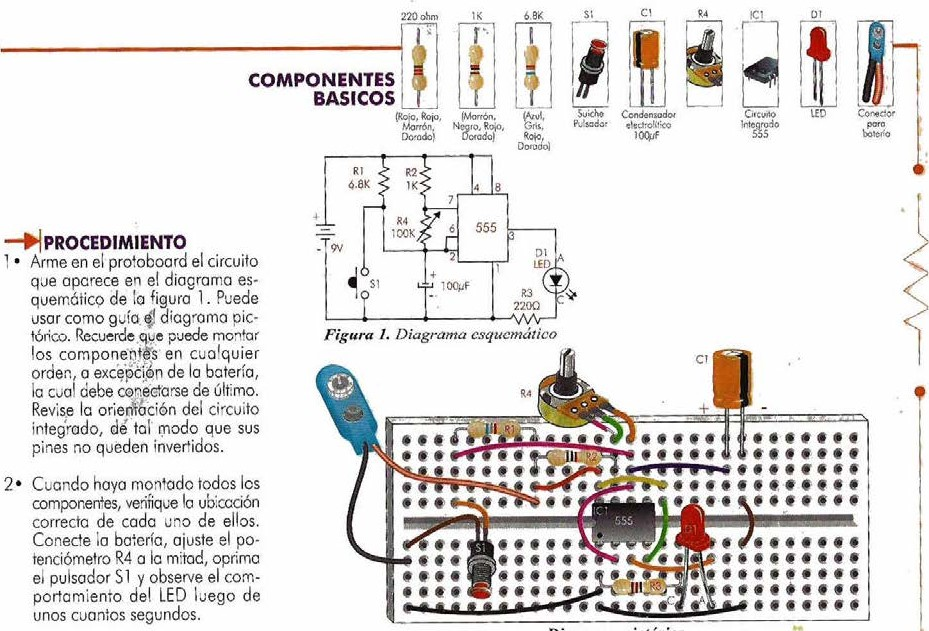 220 ohm
1K
6.8K
S1
C1
R4
IC1
D1
COMPONENTES
BASICOS
(Rojo, Rojo,
Marrón,
Dorado)
(Marrón,
Negro, Rojo,
Dorado)
(Azul,
Gris,
Rojo,
Dorado)
Suiche
Pulsador
Condensador
electrolítico
100µF
Circuito
Integrado
555
LED
Conector
para
batería
R1
6.8K
R2
1K
4
8
7
R4
100K
6
555
3
2
1
+
-
9V
S1
+
-
100µF
D1
LED
A
C
R3
220Ω
Figura 1. Diagrama esquemático
PROCEDIMIENTO
1• Arme en el protoboard el circuito
que aparece en el diagrama es-
quemático de la figura 1. Puede
usar como guía el diagrama pic-
tórico. Recuerde que puede montar
los componentes en cualquier
orden, a excepción de la batería,
la cual debe conectarse de último.
Revise la orientación del circuito
integrado, de tal modo que sus
pines no queden invertidos.
2• Cuando haya montado todos los
componentes, verifique la ubicación
correcta de cada uno de ellos.
Conecte la batería, ajuste el po-
tenciómetro R4 a la mitad, oprima
el pulsador S1 y observe el com-
portamiento del LED luego de
unos cuantos segundos.
R4
C1
+
-
R1
R2
IC1
555
D1
S1
R3
C
A